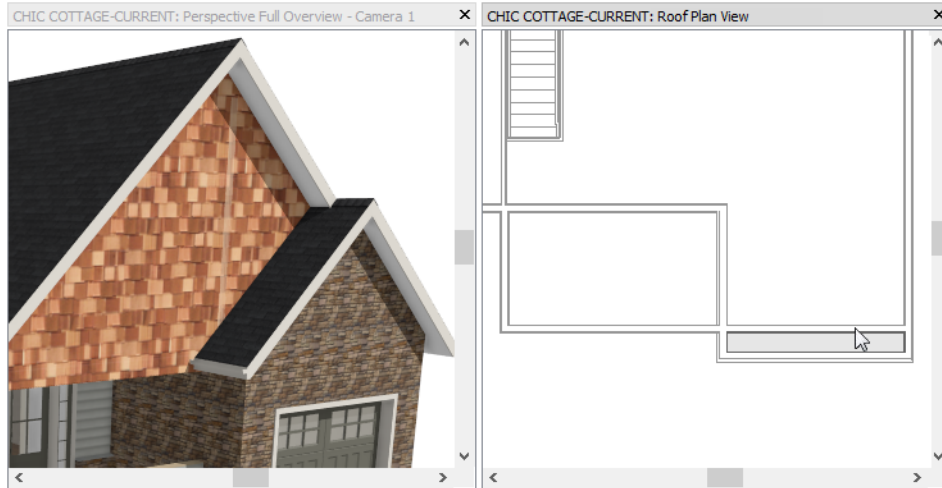 CHIC COTTAGE-CURRENT: Perspective Full Overview - Camera 1
CHIC COTTAGE-CURRENT: Roof Plan View